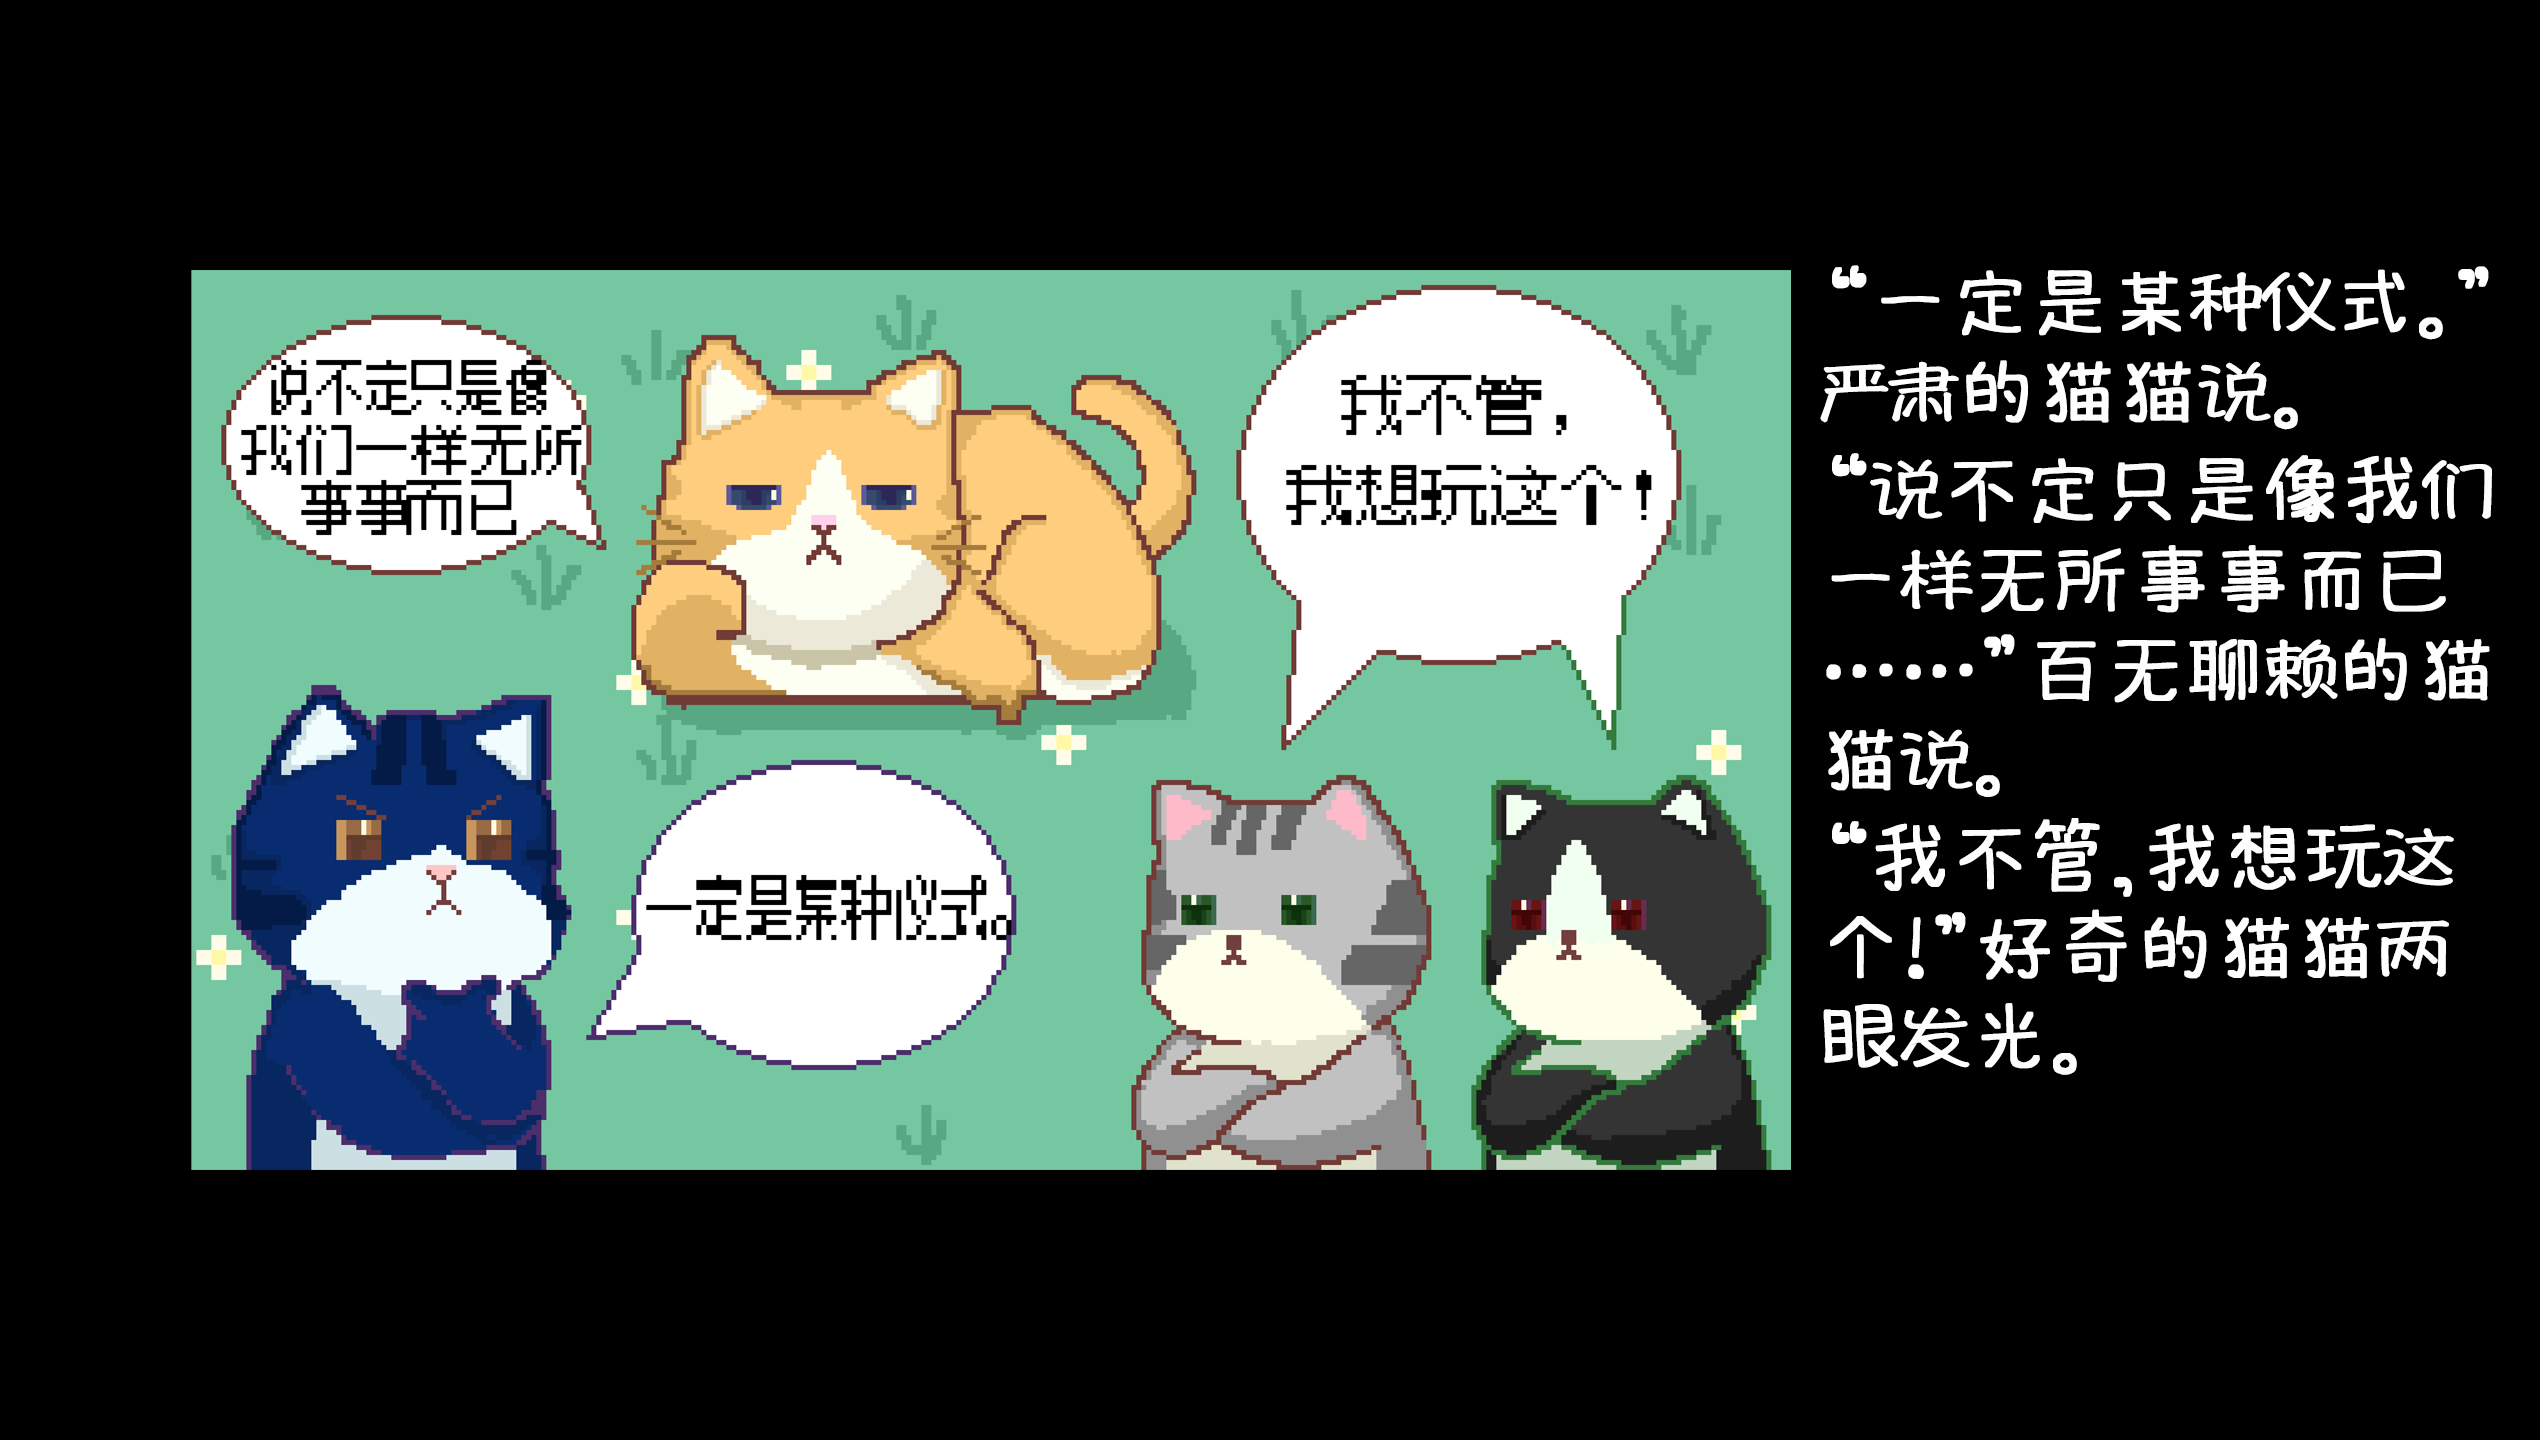 说不定只是像
我们一样无所
事事而已
我不管，
我想玩这个！
一定是某种仪式。
“一定是某种仪式。”
严肃的猫猫说。
“说不定只是像我们
一样无所事事而已
……”百无聊赖的猫
猫说。
“我不管，我想玩这
个！”好奇的猫猫两
眼发光。